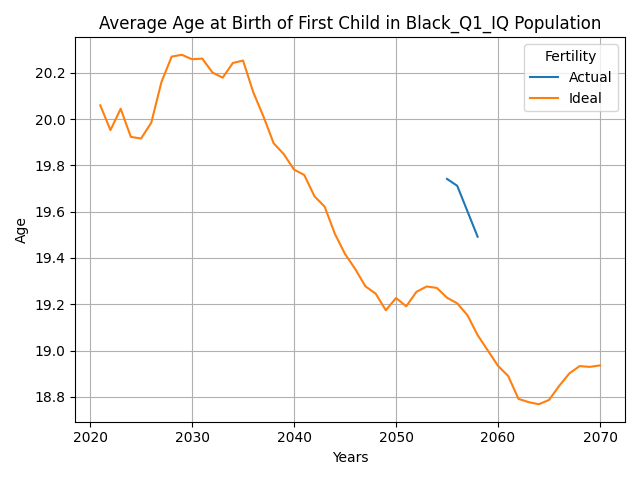 Average Age at Birth of First Child in Black_Q1_IQ Population
Fertility
Actual
Ideal
20.2
20.0
19.8
19.6
19.4
19.2
19.0
18.8
Age
2020
2030
2040
2050
2060
2070
Years